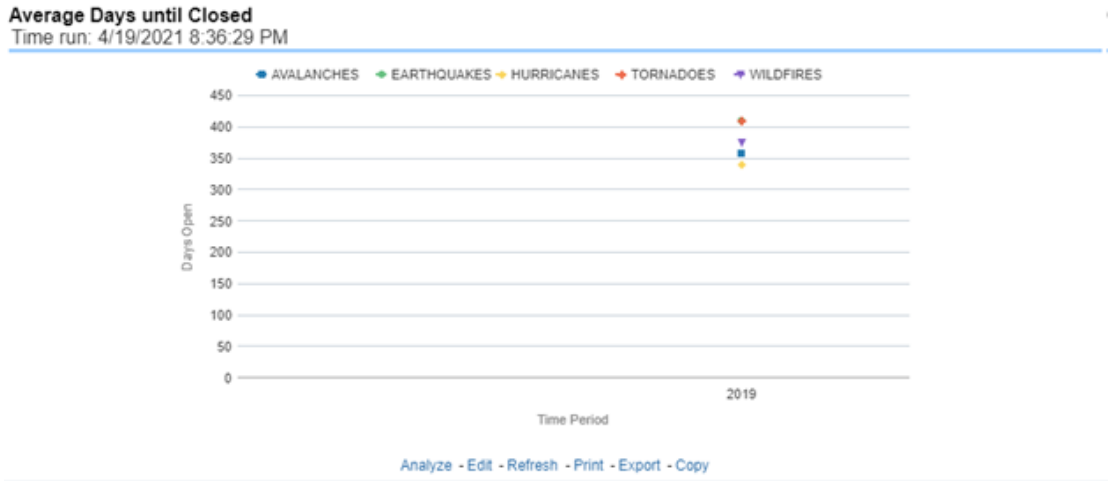 Average Days until Closed
Time run: 4/19/2021 8:36:29 PM
AVALANCHES EARTHQUAKES HURRICANES TORNADOES WILDFIRES
450
400
350
300
250
200
150
100
50
0
Days Open
2019
Time Period
Analyze - Edit - Refresh - Print - Export - Copy